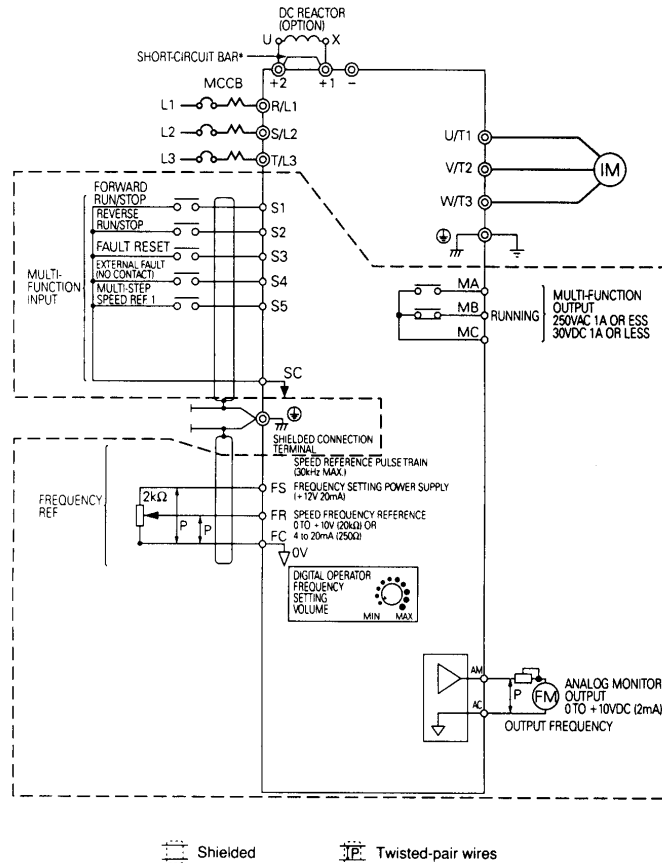 DC REACTOR
(OPTION)
U X
SHORT-CIRCUIT BAR*
+2 +1 −
MCCB
L1 R/L1
L2 S/L2
L3 T/L3
U/T1
V/T2
W/T3
IM
FORWARD
RUN/STOP
S1
REVERSE
RUN/STOP
S2
FAULT RESET
S3
EXTERNAL FAULT
(NO CONTACT)
S4
MULTI-STEP
SPEED REF. 1
S5
MULTI-
FUNCTION
INPUT
SC
MA
MB
MC
RUNNING
MULTI-FUNCTION
OUTPUT
250VAC 1A OR ESS
30VDC 1A OR LESS
SHIELDED CONNECTION
TERMINAL
SPEED REFERENCE PULSE TRAIN
(30kHz MAX.)
FREQUENCY
REF
2kΩ
P P
FS FREQUENCY SETTING POWER SUPPLY
(+12V 20mA)
FR SPEED FREQUENCY REFERENCE
0 TO +10V (20kΩ) OR
4 to 20mA (250Ω)
FC
0V
DIGITAL OPERATOR
FREQUENCY
SETTING
VOLUME
MIN MAX
AM
AC
P
FM
ANALOG MONITOR
OUTPUT
0 TO +10VDC (2mA)
OUTPUT FREQUENCY
Shielded
P Twisted-pair wires